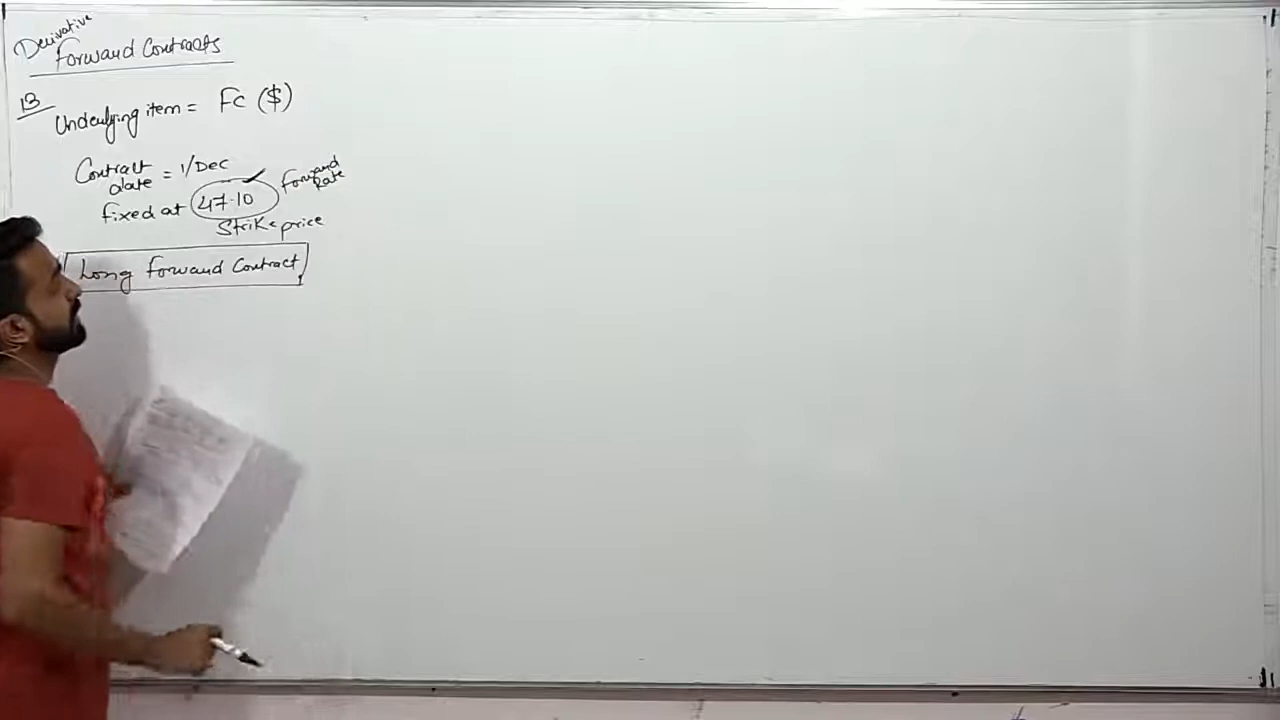 Derivative
Forward Contracts
13
Underlying item = FC ($)
Contract date = 1/Dec
fixed at 47.10 Forward Rate
Strike price
Long forward Contract